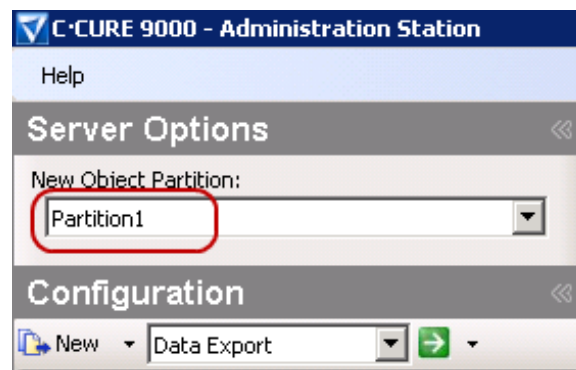 C·CURE 9000 - Administration Station
Help
Server Options
New Object Partition:
Partition1
Configuration
New Data Export